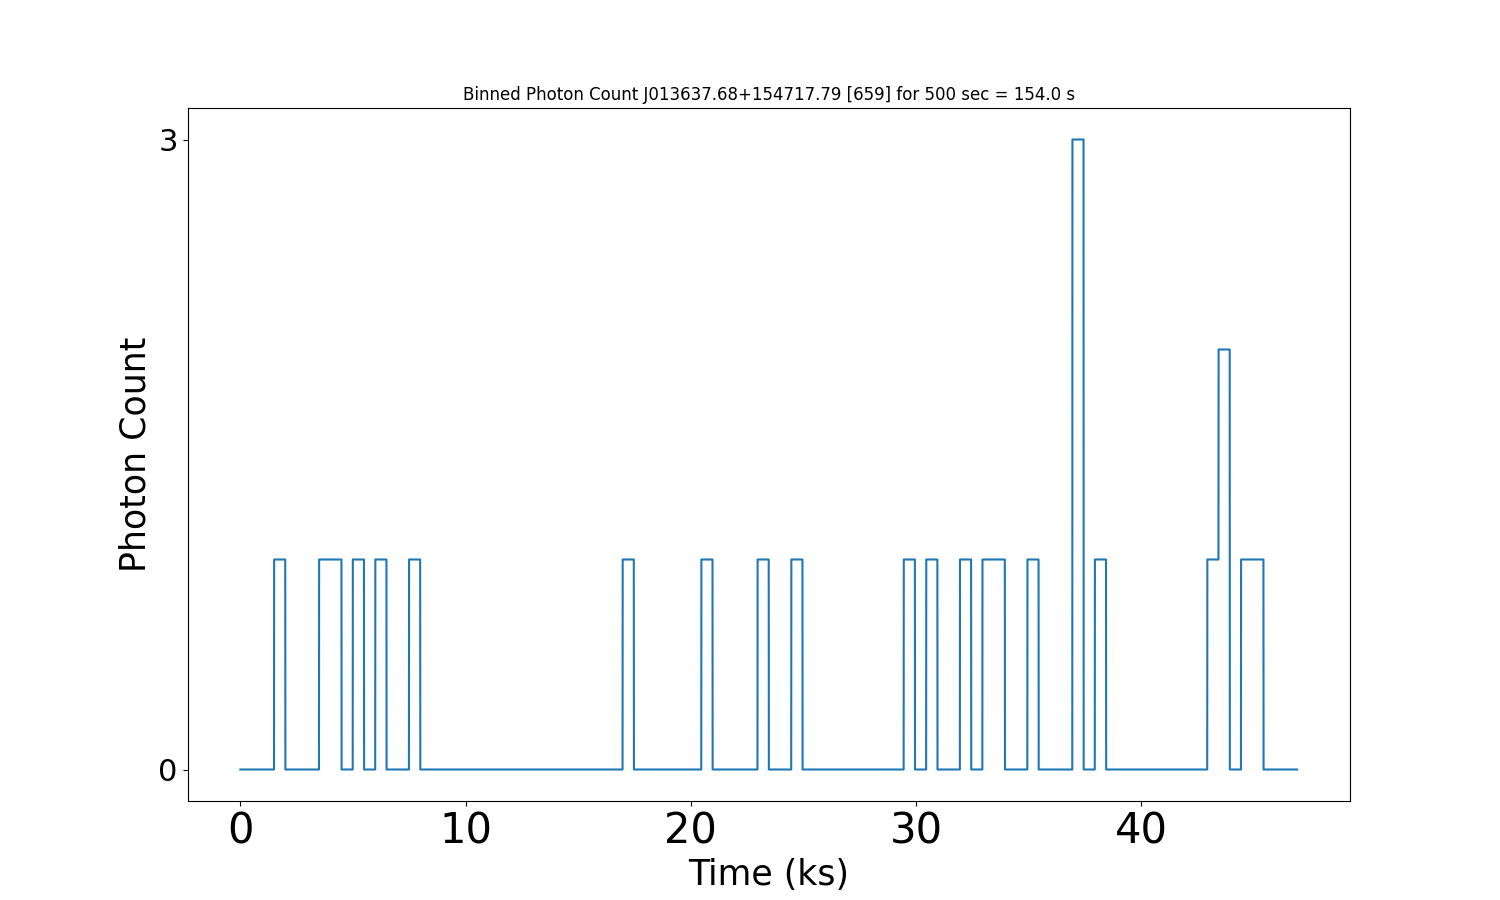 Binned Photon Count J013637.68+154717.79 [659] for 500 sec = 154.0 s
3
Photon Count
0
0 10 20 30 40
Time (ks)